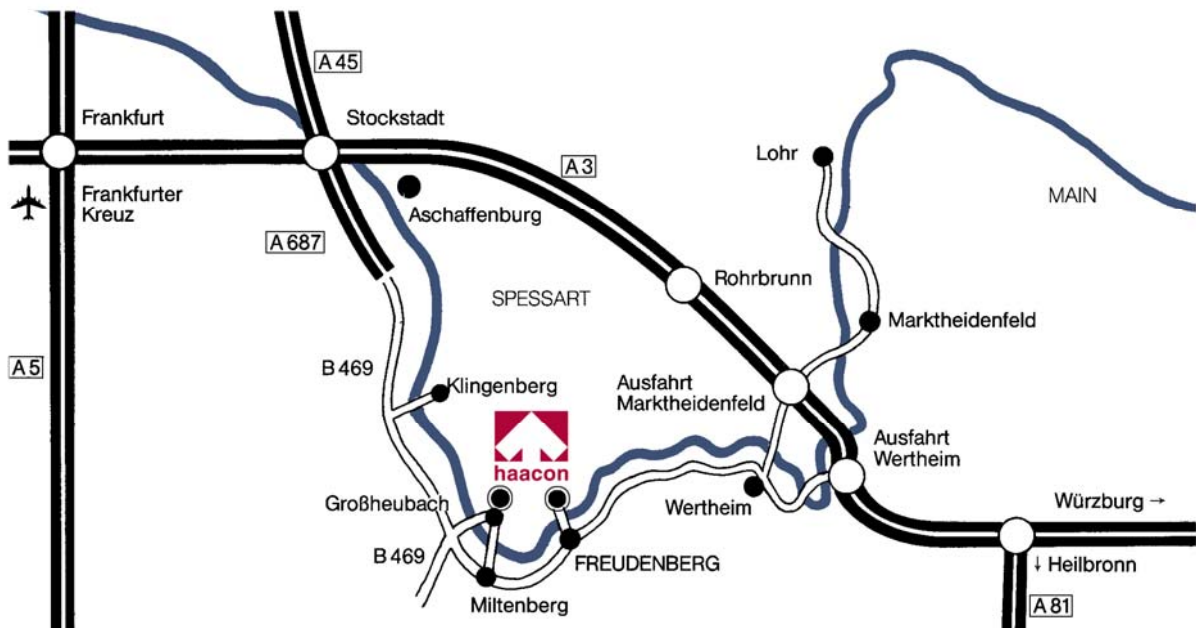 A 45
Frankfurt
Stockstadt
A 3
Lohr
MAIN
Frankfurter
Kreuz
Aschaffenburg
A 687
SPESSART
Rohrbrunn
Marktheidenfeld
A 5
B 469
Klingenberg
Ausfahrt
Marktheidenfeld
haacon
Ausfahrt
Wertheim
Großheubach
Wertheim
Würzburg →
B 469
FREUDENBERG
↓ Heilbronn
Miltenberg
A 81